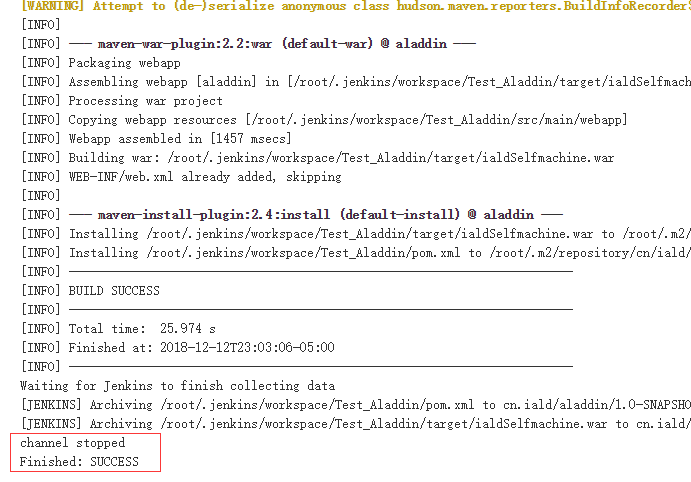 [WARNING] Attempt to (de-)serialize anonymous class hudson.maven.reporters.BuildInfoRecorder
[INFO]
[INFO] --- maven-war-plugin:2.2:war (default-war) @ aladdin ---
[INFO] Packaging webapp
[INFO] Assembling webapp [aladdin] in [/root/.jenkins/workspace/Test_Aladdin/target/ialdSelfmach
[INFO] Processing war project
[INFO] Copying webapp resources [/root/.jenkins/workspace/Test_Aladdin/src/main/webapp]
[INFO] Webapp assembled in [1457 msecs]
[INFO] Building war: /root/.jenkins/workspace/Test_Aladdin/target/ialdSelfmachine.war
[INFO] WEB-INF/web.xml already added, skipping
[INFO]
[INFO] --- maven-install-plugin:2.4:install (default-install) @ aladdin ---
[INFO] Installing /root/.jenkins/workspace/Test_Aladdin/target/ialdSelfmachine.war to /root/.m2/
[INFO] Installing /root/.jenkins/workspace/Test_Aladdin/pom.xml to /root/.m2/repository/cn/iald/
[INFO] ------------------------------------------------------------------------
[INFO] BUILD SUCCESS
[INFO] ------------------------------------------------------------------------
[INFO] Total time:  25.974 s
[INFO] Finished at: 2018-12-12T23:03:06-05:00
[INFO] ------------------------------------------------------------------------
Waiting for Jenkins to finish collecting data
[JENKINS] Archiving /root/.jenkins/workspace/Test_Aladdin/pom.xml to cn.iald/aladdin/1.0-SNAPSHO
[JENKINS] Archiving /root/.jenkins/workspace/Test_Aladdin/target/ialdSelfmachine.war to cn.iald/
channel stopped
Finished: SUCCESS